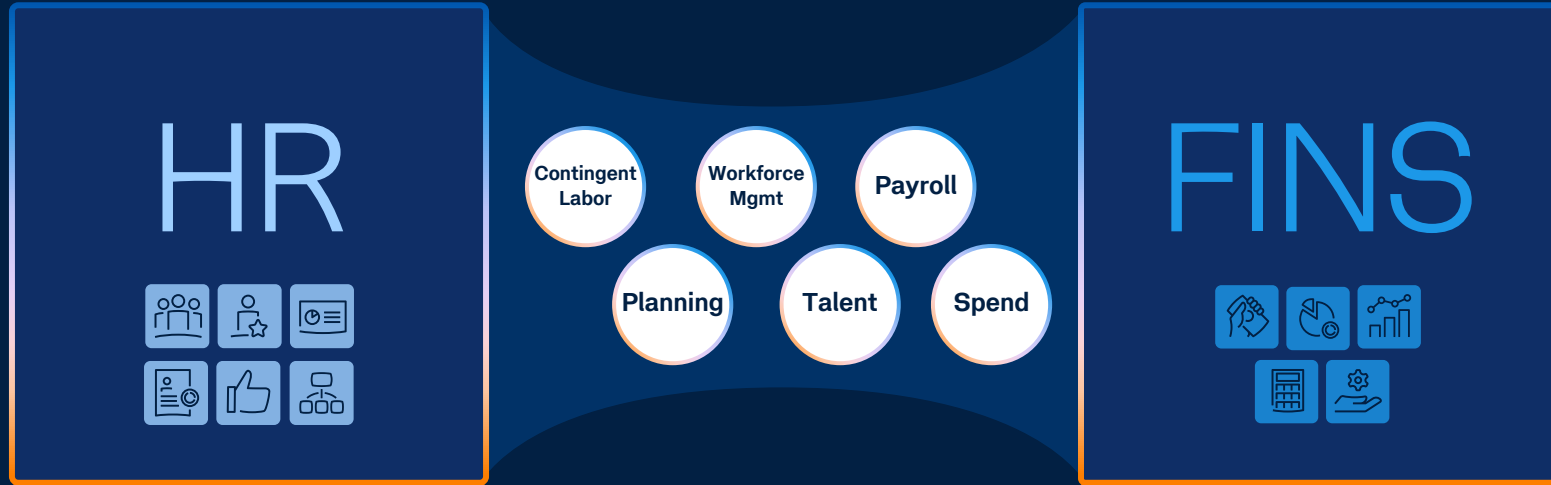 HR
Contingent
Labor
Workforce
Mgmt
Payroll
Planning
Talent
Spend
FINS